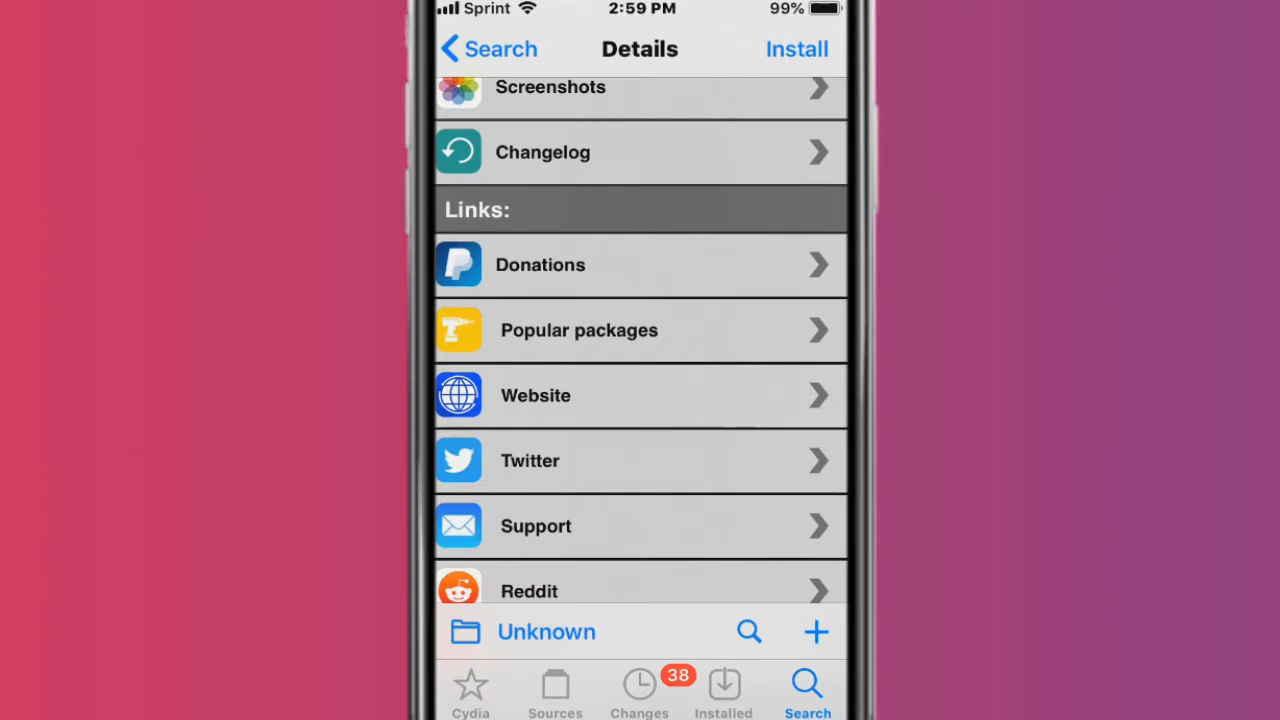 Sprint 2:59 PM 99%
Search Details Install
Screenshots
Changelog
Links:
Donations
Popular packages
Website
Twitter
Support
Reddit
Unknown
38
Cydia Sources Changes Installed Search